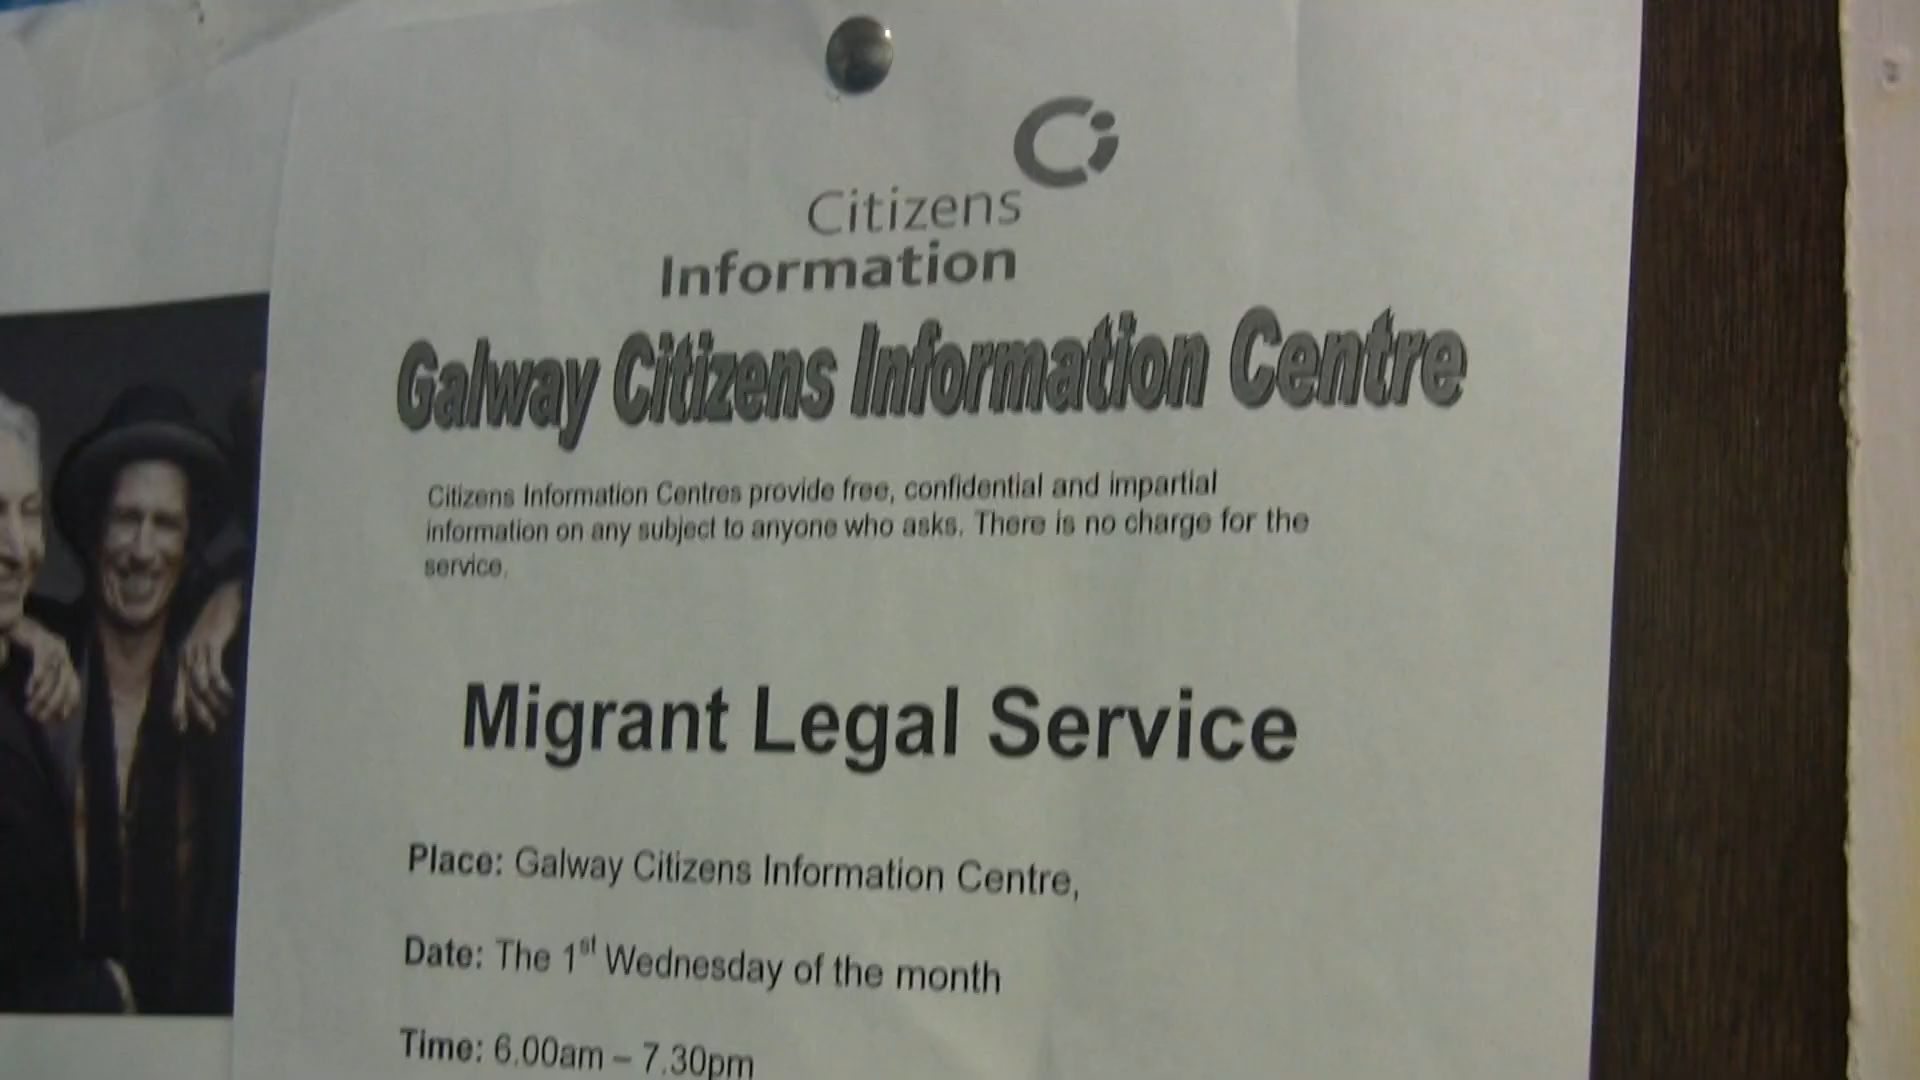 Ci
Citizens
Information
Galway Citizens Information Centre
Citizens Information Centres provide free, confidential and impartial
information on any subject to anyone who asks. There is no charge for the
service.
Migrant Legal Service
Place: Galway Citizens Information Centre,
Date: The 1st Wednesday of the month
Time: 6.00am – 7.30pm